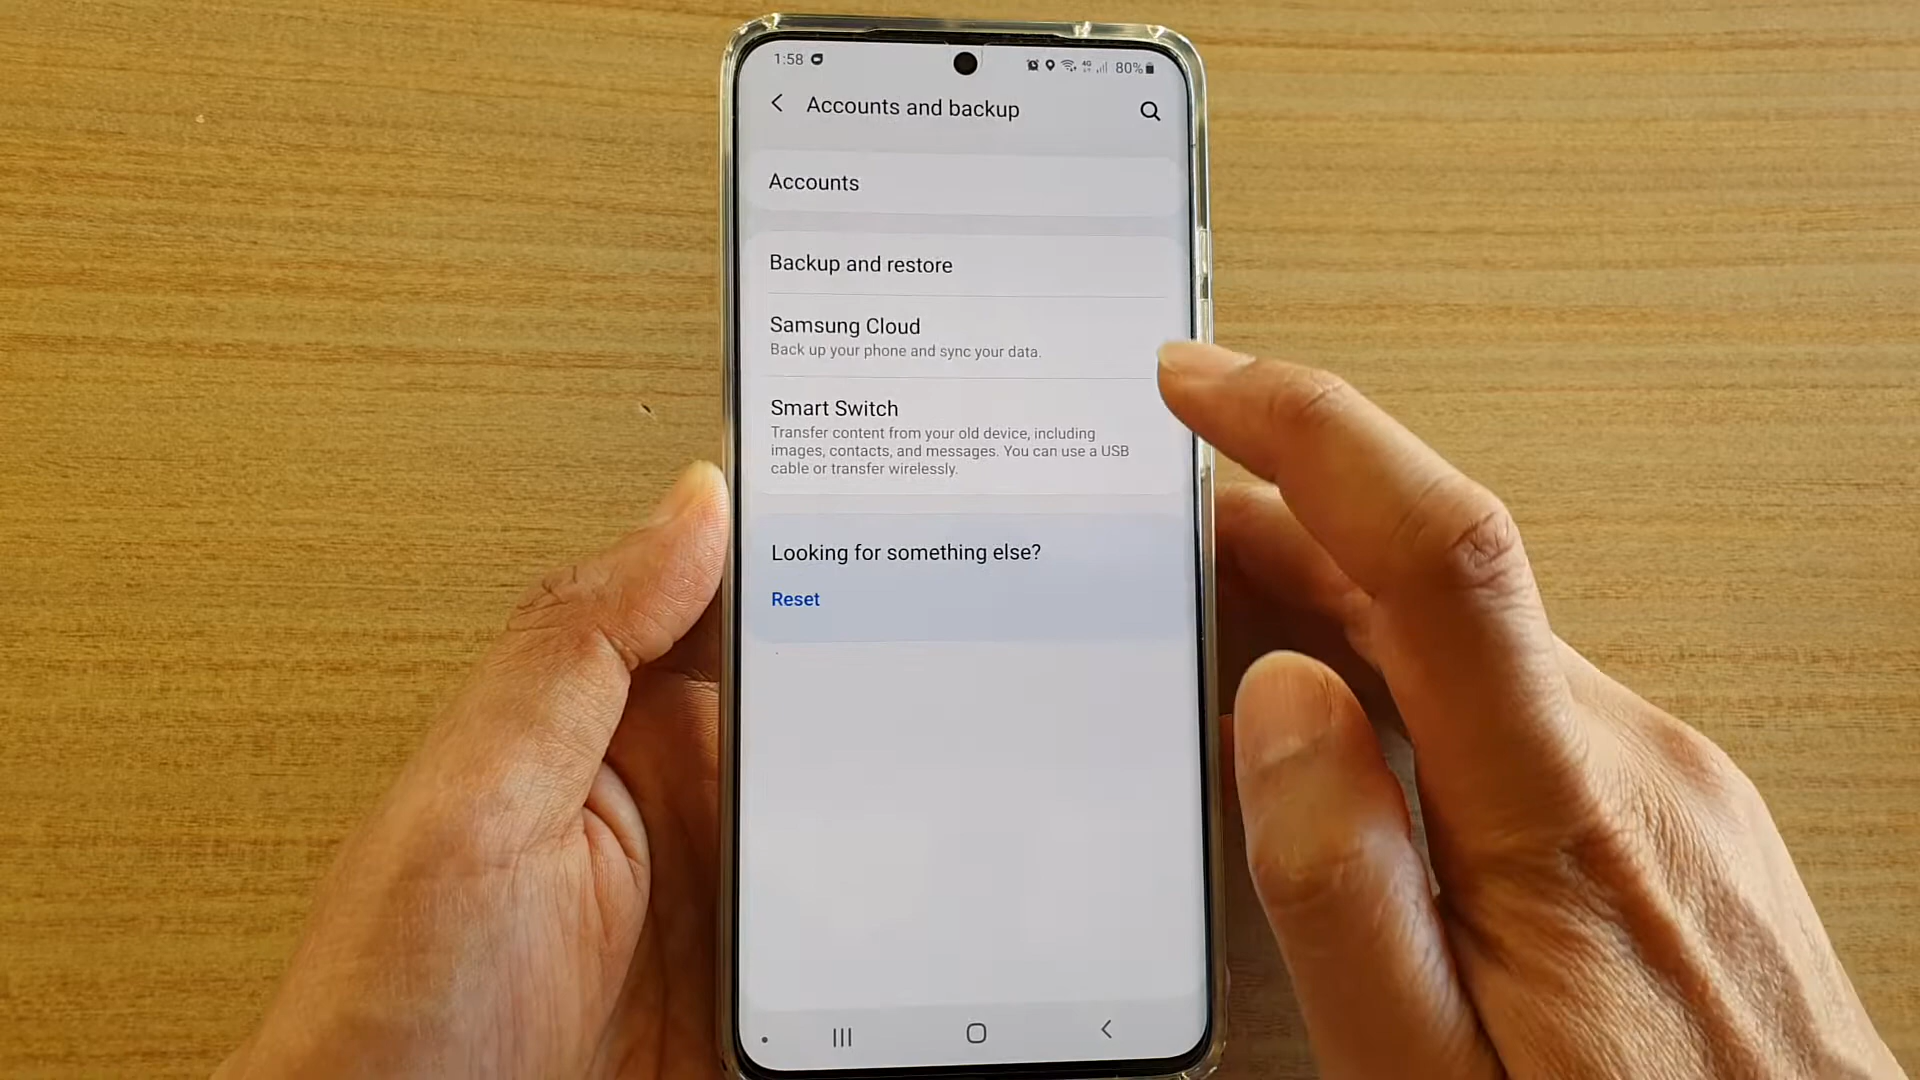 1:58
4G
80%
Accounts and backup
Accounts
Backup and restore
Samsung Cloud
Back up your phone and sync your data.
Smart Switch
Transfer content from your old device, including
images, contacts, and messages. You can use a USB
cable or transfer wirelessly.
Looking for something else?
Reset